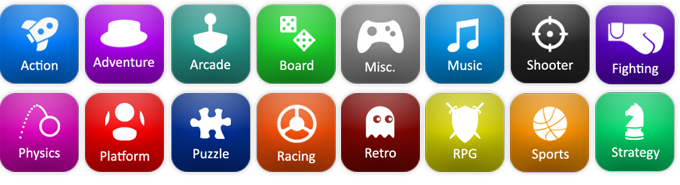 Action
Adventure
Arcade
Board
Misc.
Music
Shooter
Fighting
Physics
Platform
Puzzle
Racing
Retro
RPG
Sports
Strategy